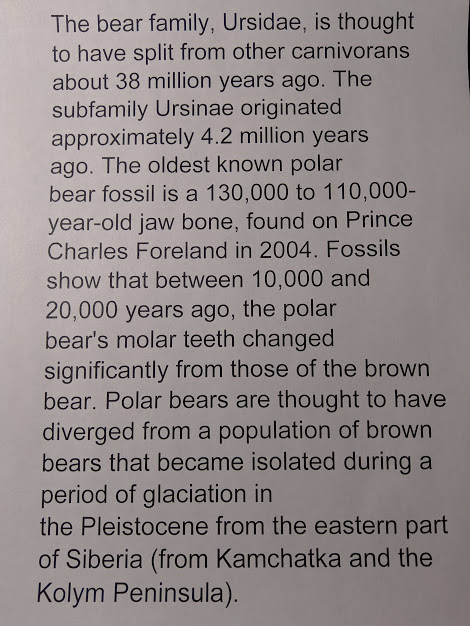 The bear family, Ursidae, is thought
to have split from other carnivorans
about 38 million years ago. The
subfamily Ursinae originated
approximately 4.2 million years
ago. The oldest known polar
bear fossil is a 130,000 to 110,000-
year-old jaw bone, found on Prince
Charles Foreland in 2004. Fossils
show that between 10,000 and
20,000 years ago, the polar
bear's molar teeth changed
significantly from those of the brown
bear. Polar bears are thought to have
diverged from a population of brown
bears that became isolated during a
period of glaciation in
the Pleistocene from the eastern part
of Siberia (from Kamchatka and the
Kolym Peninsula).